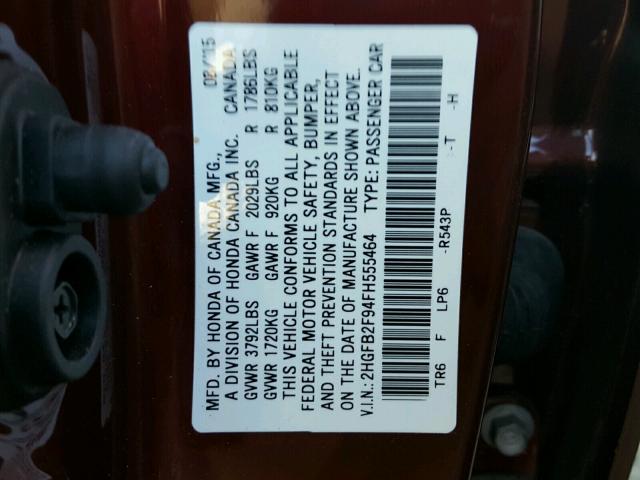 MFD. BY HONDA OF CANADA MFG., 08/15
A DIVISION OF HONDA CANADA INC. CANADA
GVWR 3792LBS GAWR F 2029LBS R 1786LBS
GVWR 1720KG GAWR F 920KG R 810KG
THIS VEHICLE CONFORMS TO ALL APPLICABLE
FEDERAL MOTOR VEHICLE SAFETY, BUMPER,
AND THEFT PREVENTION STANDARDS IN EFFECT
ON THE DATE OF MANUFACTURE SHOWN ABOVE.
V.I.N.:2HGFB2F94FH555464 TYPE: PASSENGER CAR
TR6 F LP6 -R543P :-T -H